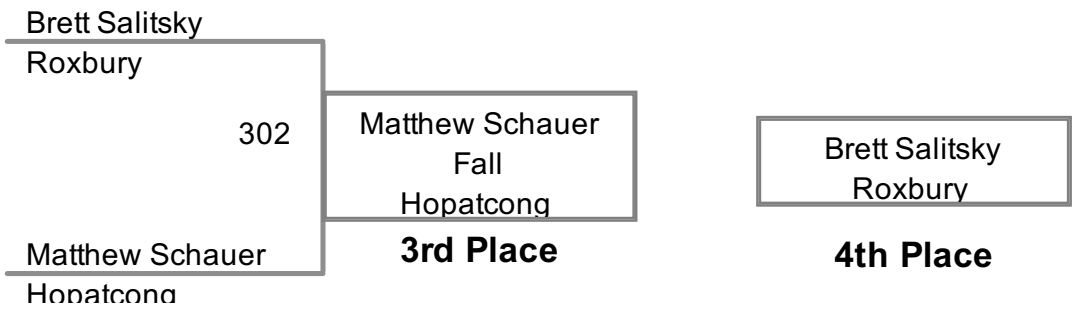 Brett Salitsky
Roxbury
302
Matthew Schauer
Fall
Hopatcong
3rd Place
Brett Salitsky
Roxbury
4th Place
Matthew Schauer
Hopatcong